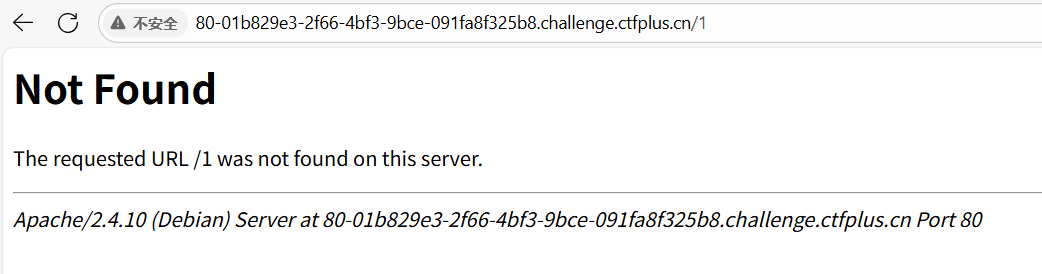 不安全 80-01b829e3-2f66-4bf3-9bce-091fa8f325b8.challenge.ctfplus.cn/1
Not Found
The requested URL /1 was not found on this server.
Apache/2.4.10 (Debian) Server at 80-01b829e3-2f66-4bf3-9bce-091fa8f325b8.challenge.ctfplus.cn Port 80